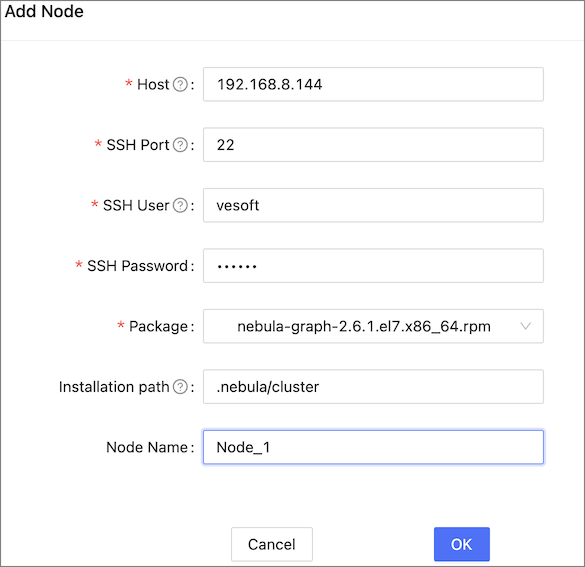 Add Node
* Host ? : 192.168.8.144
* SSH Port ? : 22
* SSH User ? : vesoft
* SSH Password : ••••••
* Package : nebula-graph-2.6.1.el7.x86_64.rpm
Installation path ? : .nebula/cluster
Node Name : Node_1
Cancel OK